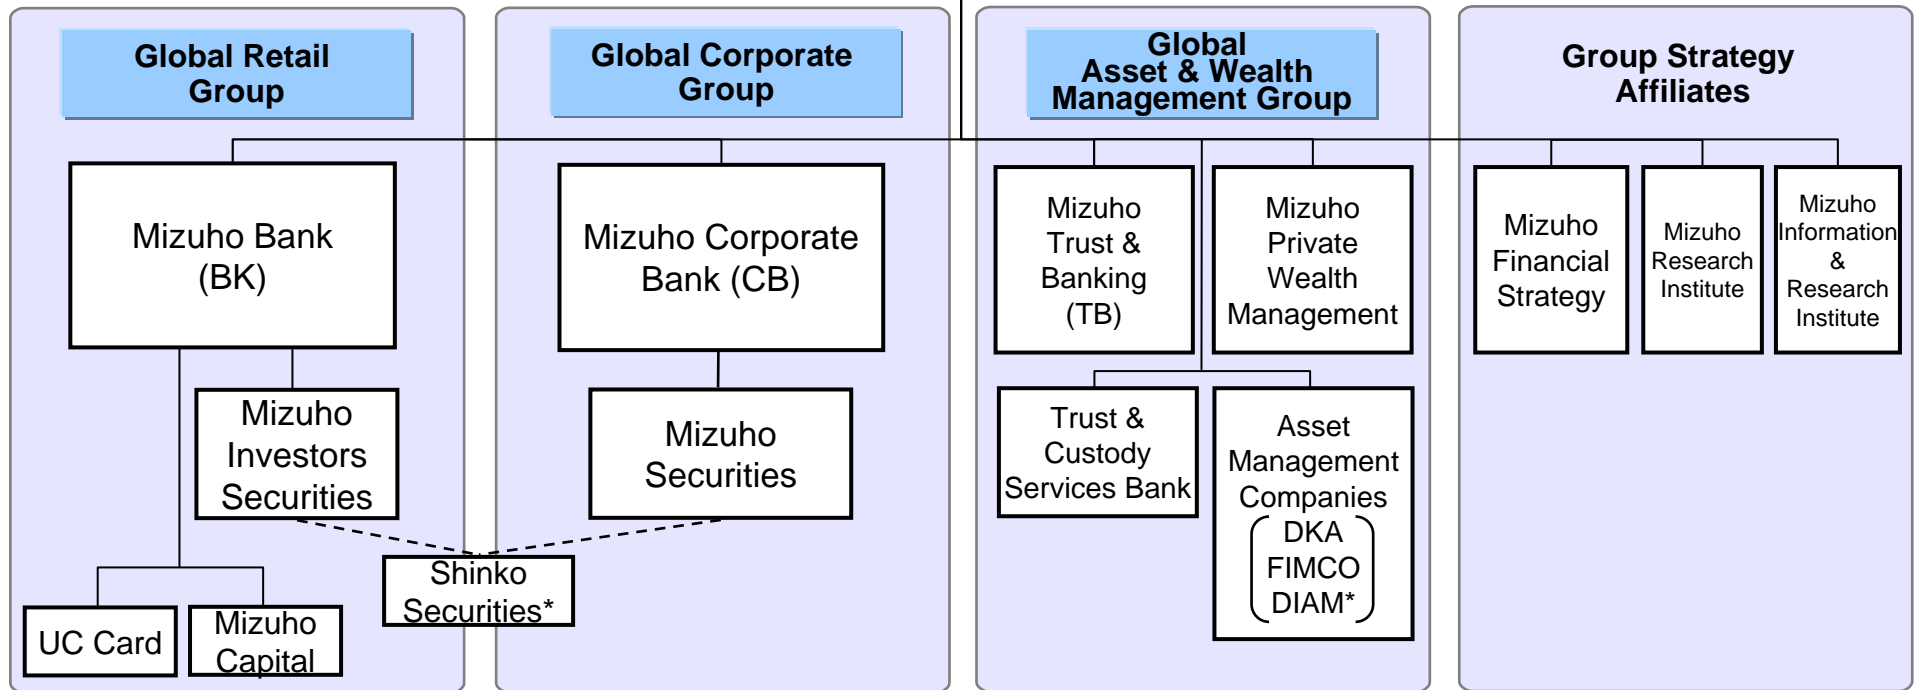 Global Retail
Group
Global Corporate
Group
Global
Asset & Wealth
Management Group
Group Strategy
Affiliates
Mizuho Bank
(BK)
Mizuho Corporate
Bank (CB)
Mizuho
Trust &
Banking
(TB)
Mizuho
Private
Wealth
Management
Mizuho
Financial
Strategy
Mizuho
Research
Institute
Mizuho
Information
&
Research
Institute
Mizuho
Investors
Securities
Mizuho
Securities
Trust &
Custody
Services Bank
Asset
Management
Companies
DKA
FIMCO
DIAM*
Shinko
Securities*
UC Card
Mizuho
Capital